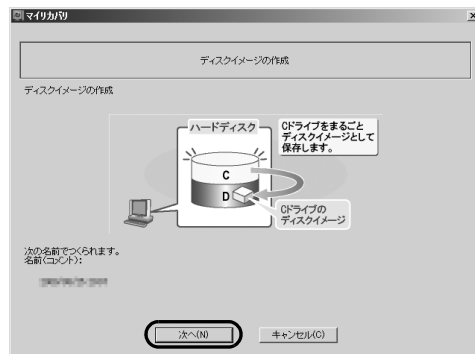 マイリカバリ
ディスクイメージの作成
ディスクイメージの作成
ハードディスク
Cドライブをまるごと
ディスクイメージとして
保存します。
C
D
Cドライブの
ディスクイメージ
次の名前でつくられます。
名前(コメント):
次へ(N)
キャンセル(C)